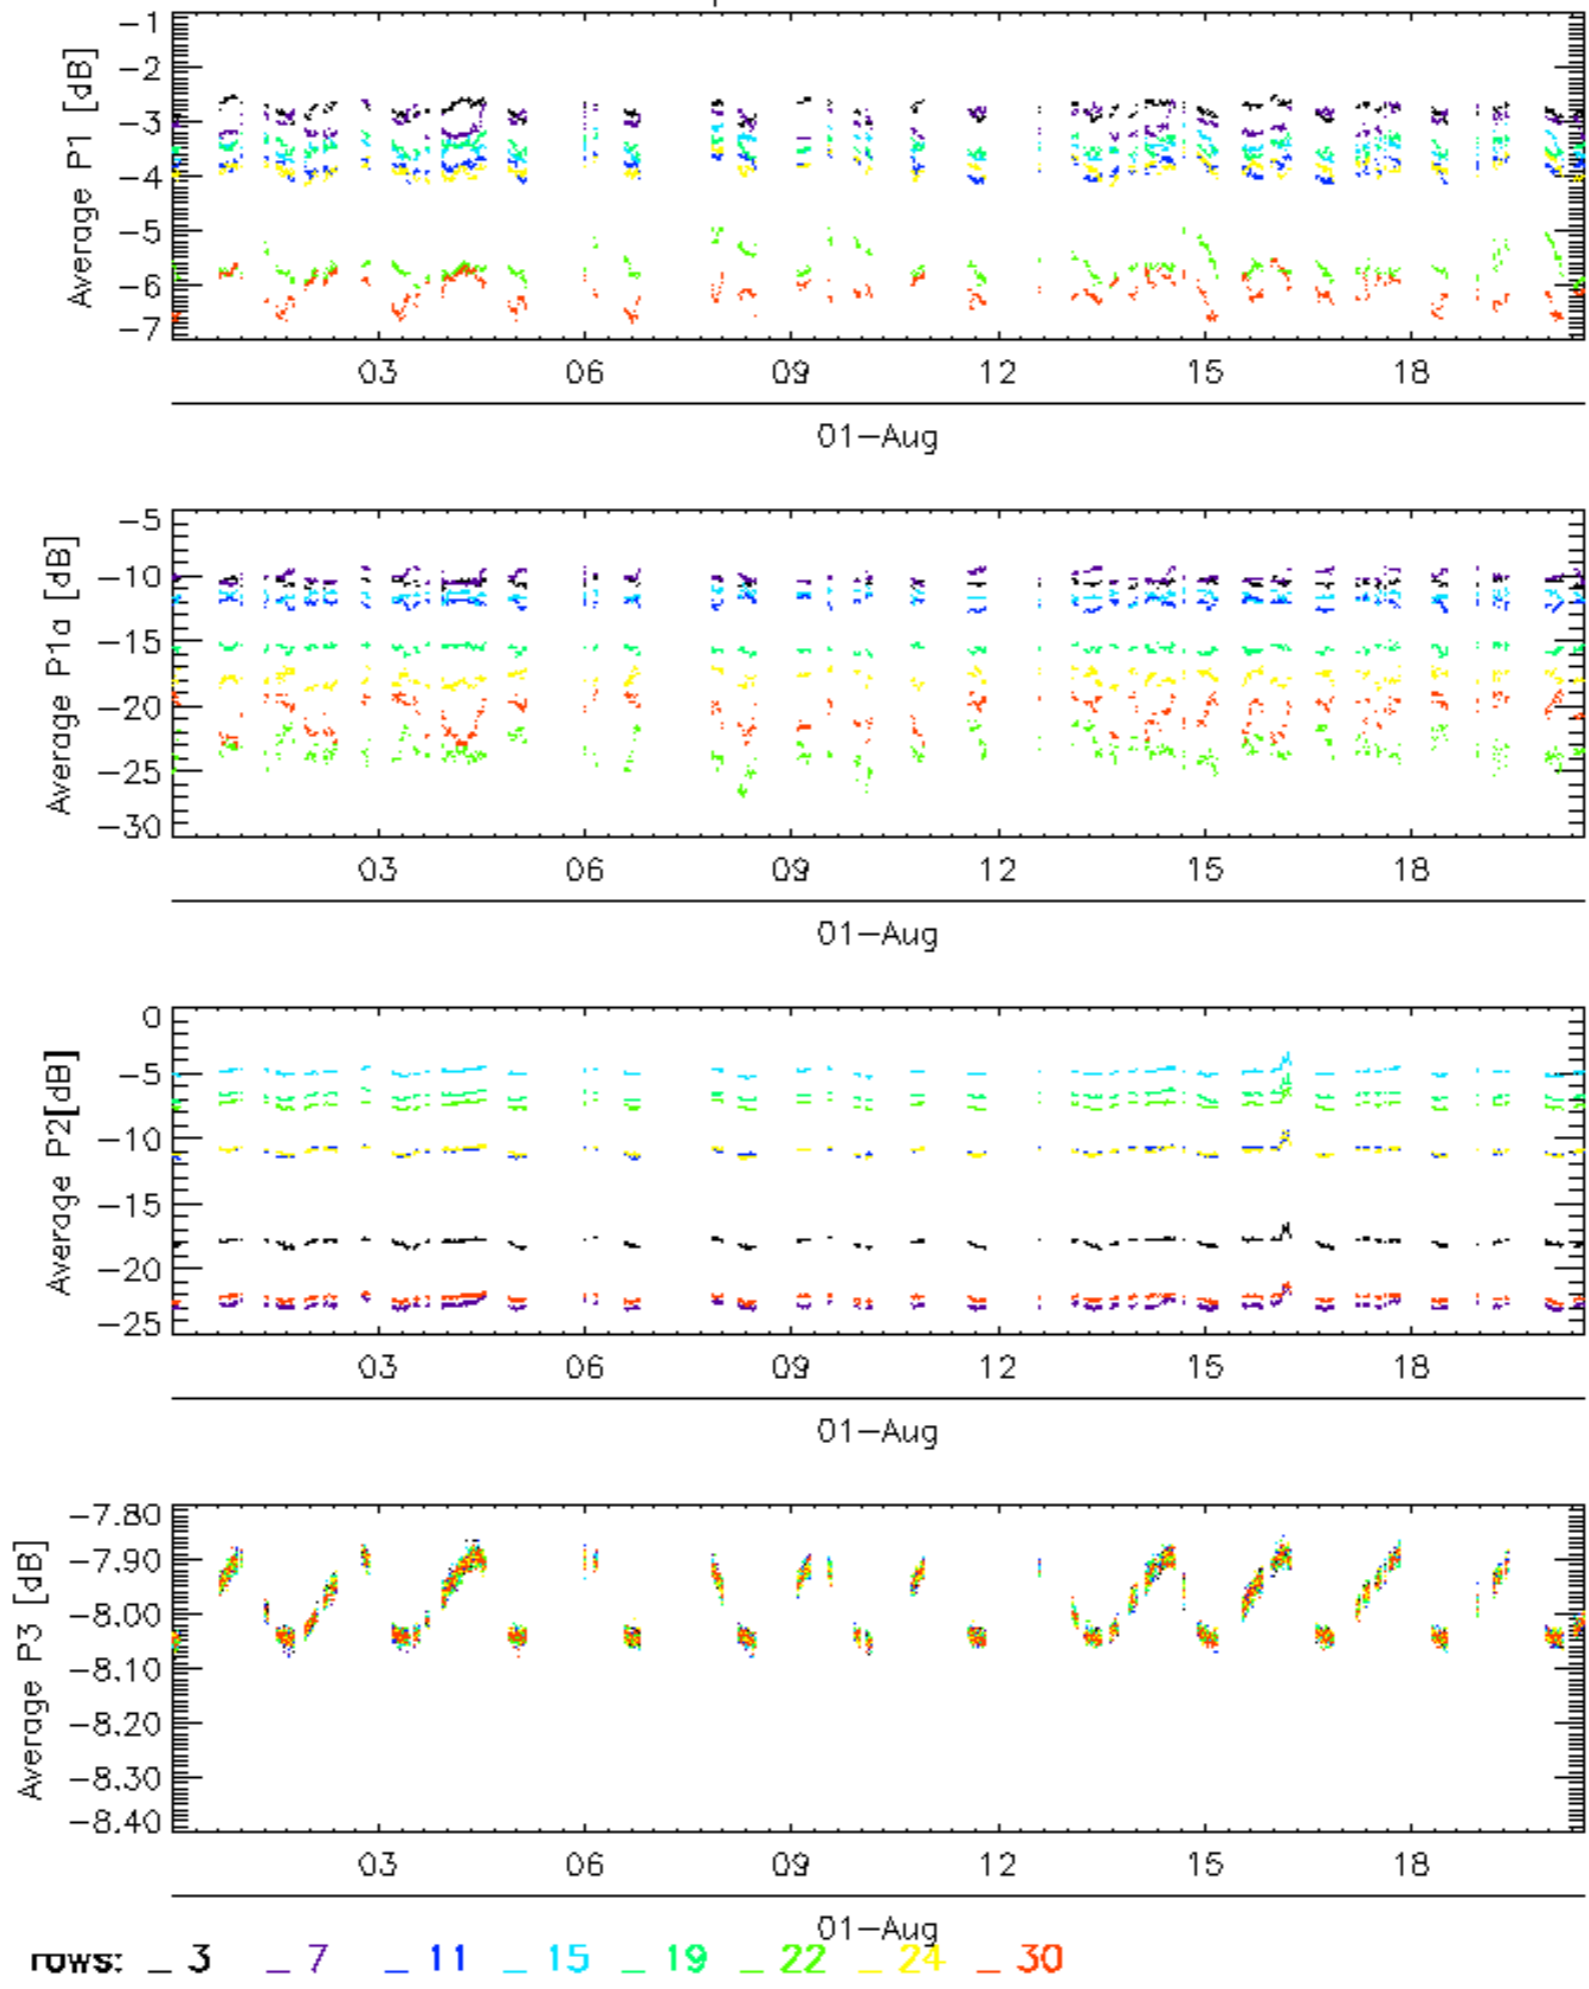 Average P1 [dB]
-1
-2
-3
-4
-5
-6
-7
03 06 09 12 15 18
01-Aug
Average P1a [dB]
-5
-10
-15
-20
-25
-30
03 06 09 12 15 18
01-Aug
Average P2[dB]
0
-5
-10
-15
-20
-25
03 06 09 12 15 18
01-Aug
Average P3 [dB]
-7.80
-7.90
-8.00
-8.10
-8.20
-8.30
-8.40
03 06 09 12 15 18
01-Aug
rows: _ 3 _ 7 _ 11 _ 15 _ 19 _ 22 _ 24 _ 30